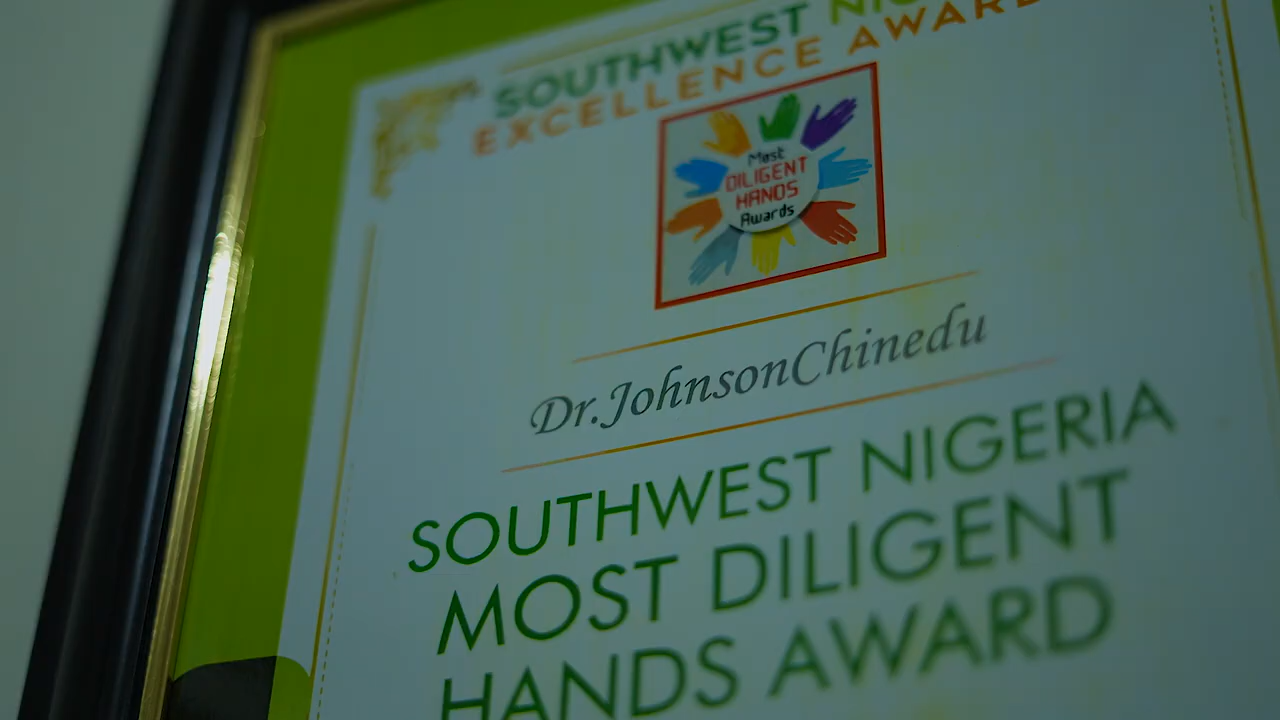 SOUTHWEST
EXCELLENCE AWARD
Most
DILIGENT
HANDS
Awards
Dr.JohnsonChinedu
SOUTHWEST NIGERIA
MOST DILIGENT
HANDS AWARD